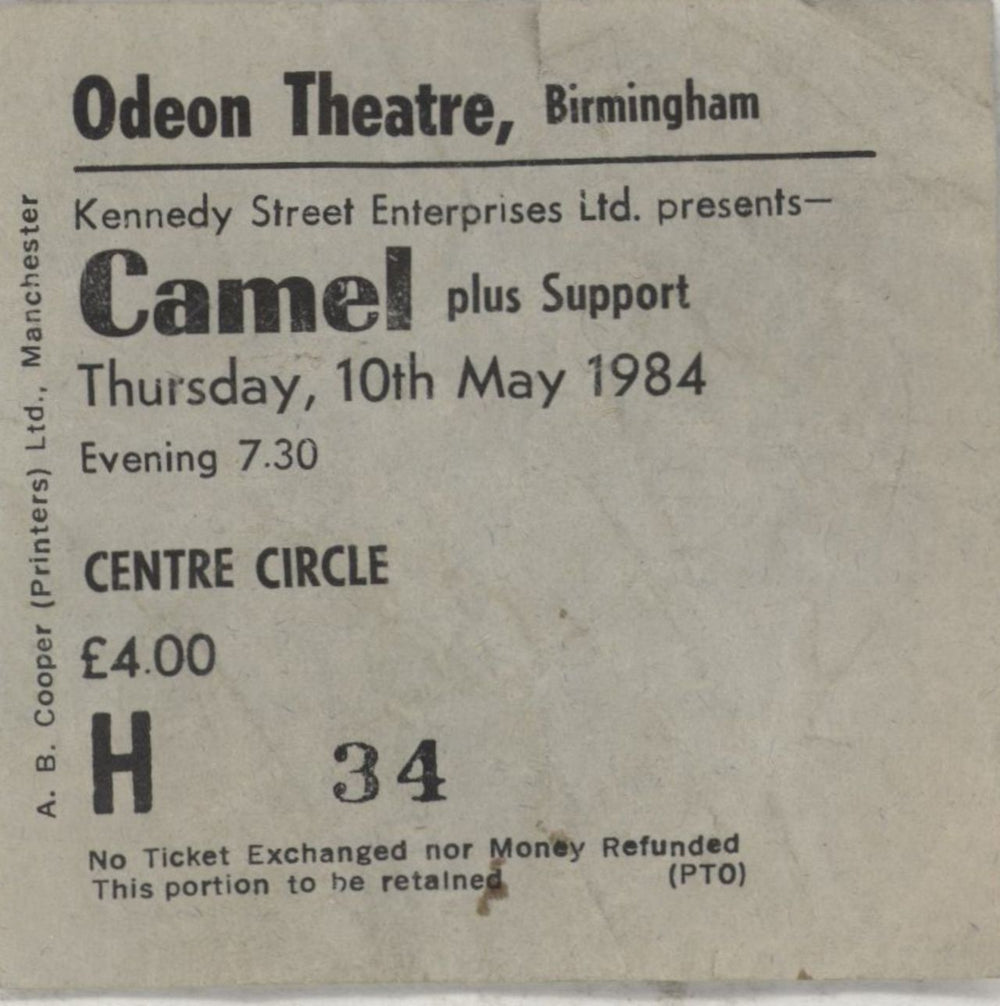 Odeon Theatre, Birmingham
Kennedy Street Enterprises Ltd. presents—
Camel plus Support
Thursday, 10th May 1984
Evening 7.30
CENTRE CIRCLE
£4.00
H 34
No Ticket Exchanged nor Money Refunded
This portion to be retained (PTO)
A. B. Cooper (Printers) Ltd., Manchester